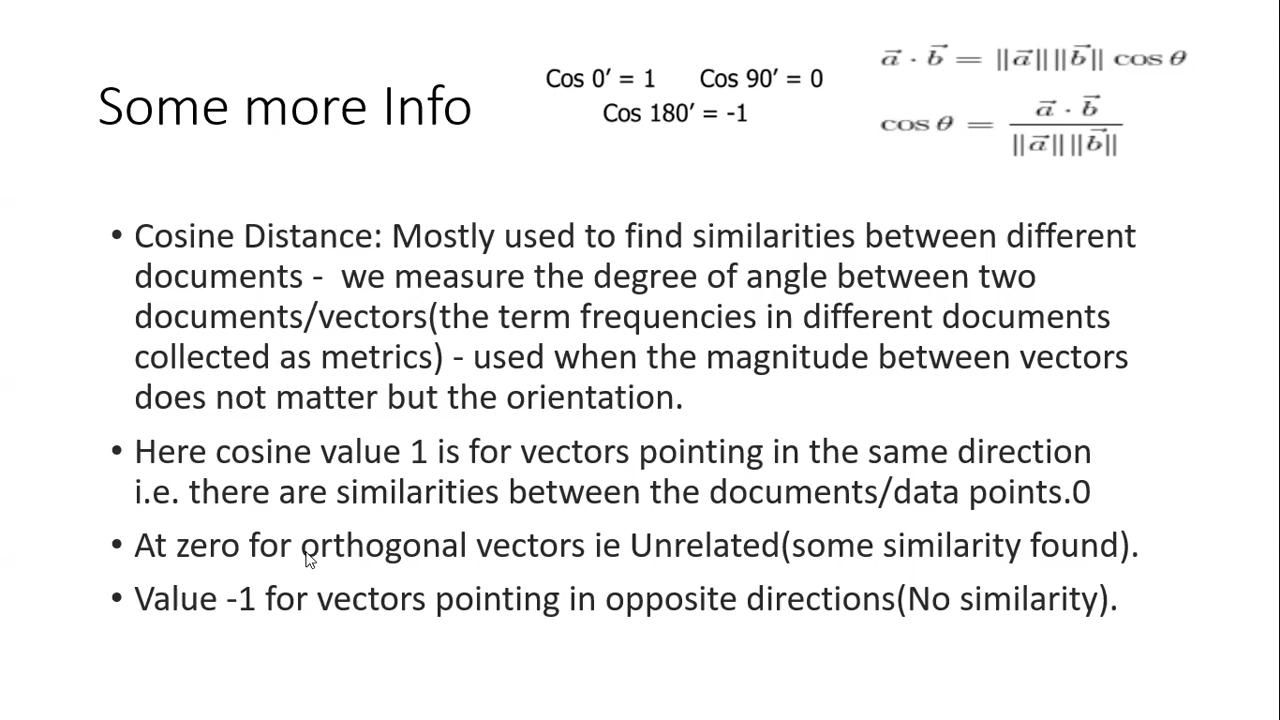 Some more Info
Cos 0′ = 1 Cos 90′ = 0
Cos 180′ = -1
a⃗ · b⃗ = ||a⃗|| ||b⃗|| cos θ
cos θ = a⃗ · b⃗ / ||a⃗|| ||b⃗||
• Cosine Distance: Mostly used to find similarities between different
documents - we measure the degree of angle between two
documents/vectors(the term frequencies in different documents
collected as metrics) - used when the magnitude between vectors
does not matter but the orientation.
• Here cosine value 1 is for vectors pointing in the same direction
i.e. there are similarities between the documents/data points.0
• At zero for orthogonal vectors ie Unrelated(some similarity found).
• Value -1 for vectors pointing in opposite directions(No similarity).